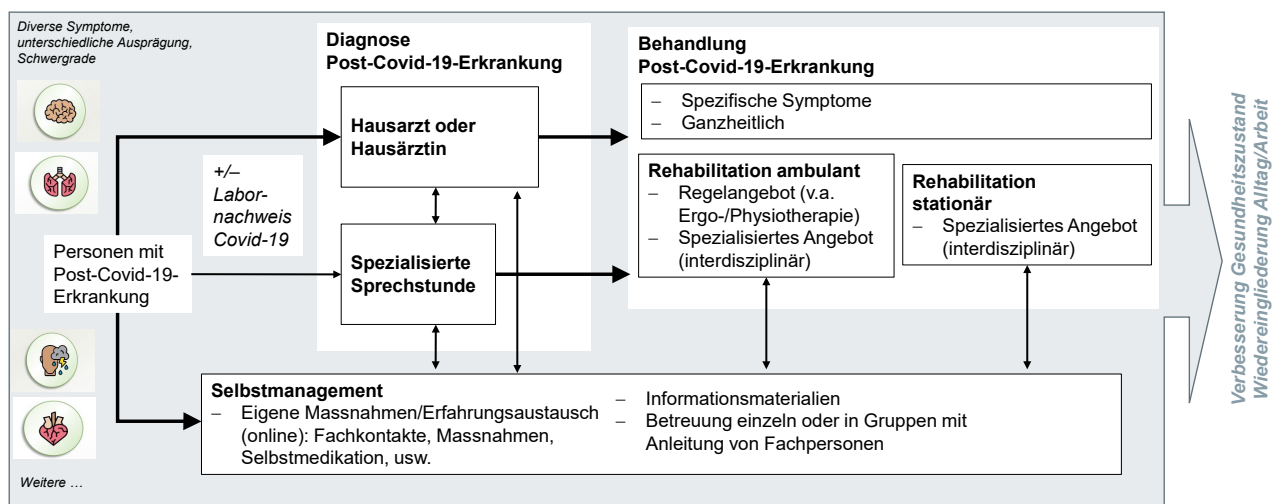 Diverse Symptome,
unterschiedliche Ausprägung,
Schwergrade
Personen mit
Post-Covid-19-
Erkrankung
Weitere …
+/–
Labor-
nachweis
Covid-19
Diagnose
Post-Covid-19-Erkrankung
Hausarzt oder
Hausärztin
Spezialisierte
Sprechstunde
Behandlung
Post-Covid-19-Erkrankung
– Spezifische Symptome
– Ganzheitlich
Rehabilitation ambulant
– Regelangebot (v.a.
Ergo-/Physiotherapie)
– Spezialisiertes Angebot
(interdisziplinär)
Rehabilitation
stationär
– Spezialisiertes Angebot
(interdisziplinär)
Selbstmanagement
– Eigene Massnahmen/Erfahrungsaustausch
(online): Fachkontakte, Massnahmen,
Selbstmedikation, usw.
– Informationsmaterialien
– Betreuung einzeln oder in Gruppen mit
Anleitung von Fachpersonen
Verbesserung Gesundheitszustand
Wiedereingliederung Alltag/Arbeit